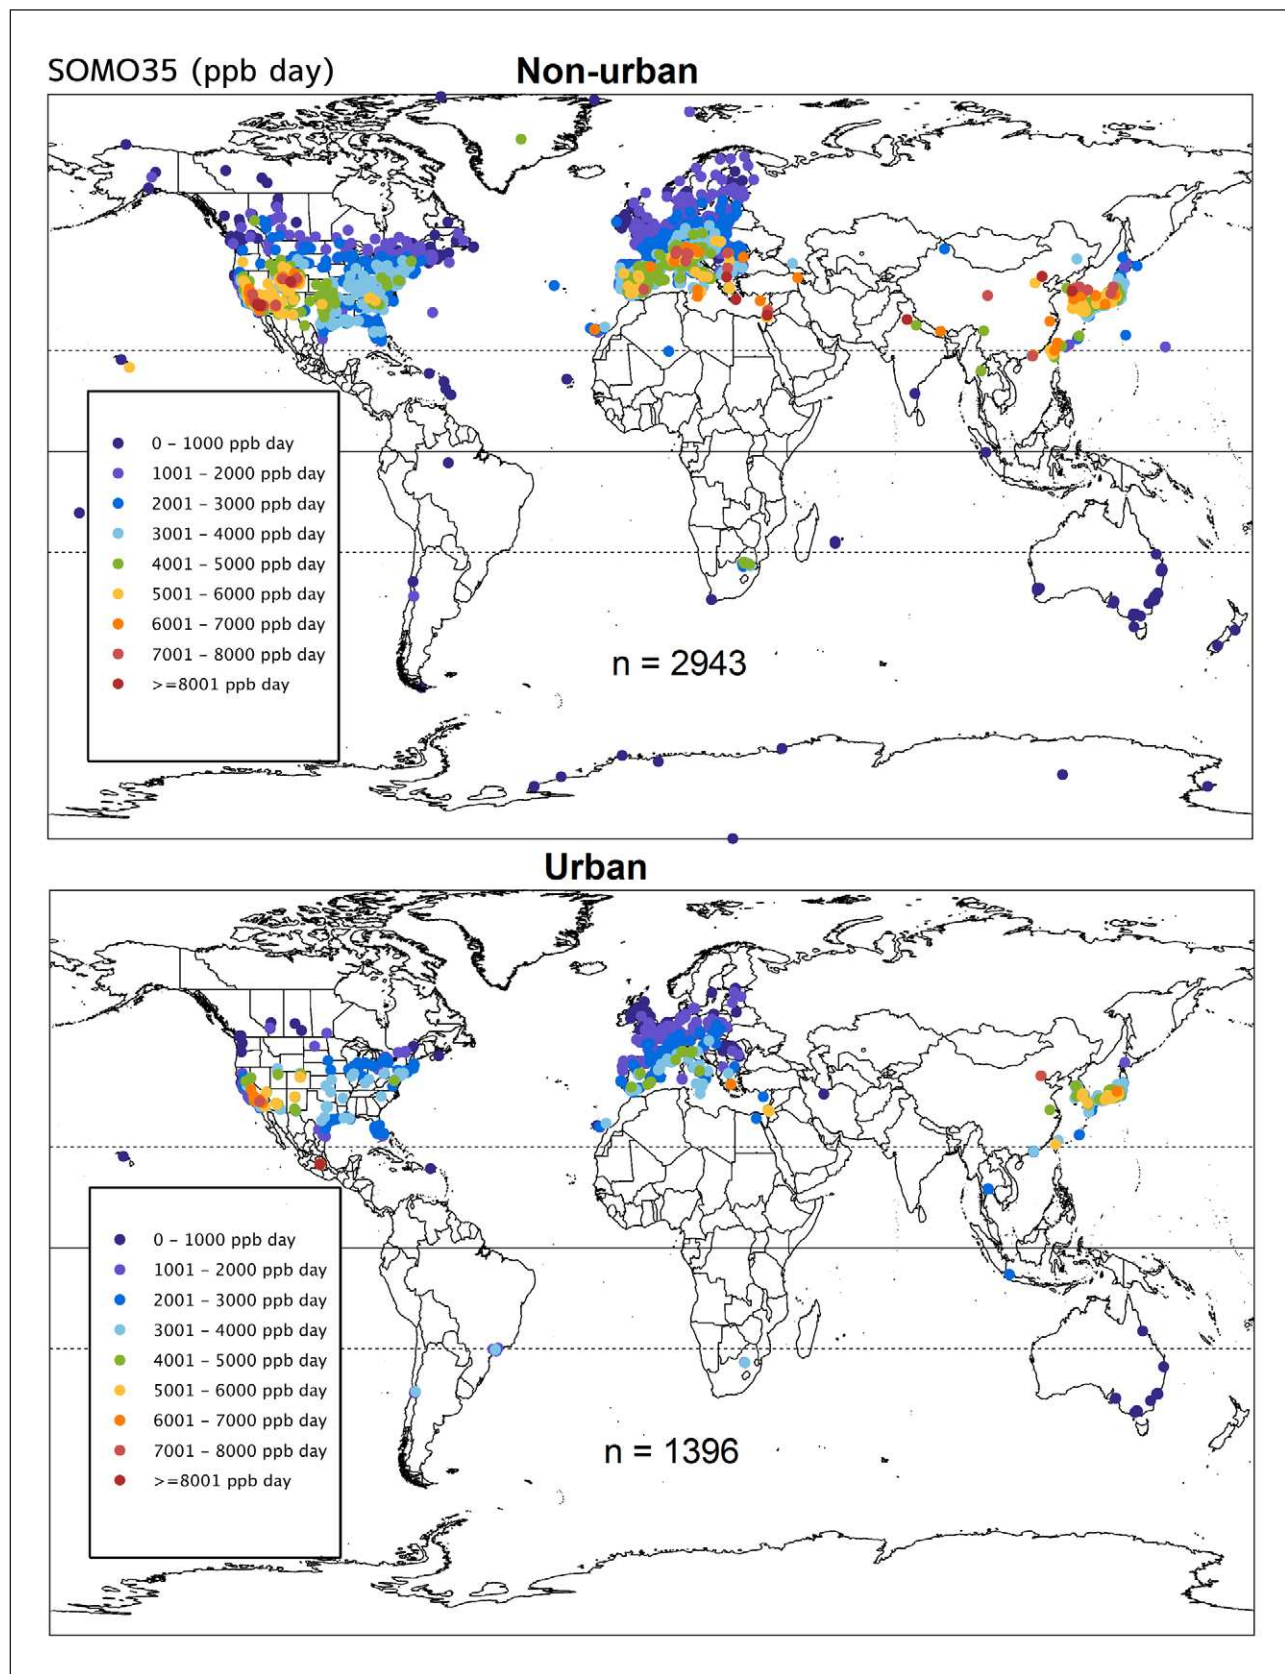 SOMO35 (ppb day)
Non-urban
0 – 1000 ppb day
1001 – 2000 ppb day
2001 – 3000 ppb day
3001 – 4000 ppb day
4001 – 5000 ppb day
5001 – 6000 ppb day
6001 – 7000 ppb day
7001 – 8000 ppb day
>=8001 ppb day
n = 2943
Urban
0 – 1000 ppb day
1001 – 2000 ppb day
2001 – 3000 ppb day
3001 – 4000 ppb day
4001 – 5000 ppb day
5001 – 6000 ppb day
6001 – 7000 ppb day
7001 – 8000 ppb day
>=8001 ppb day
n = 1396